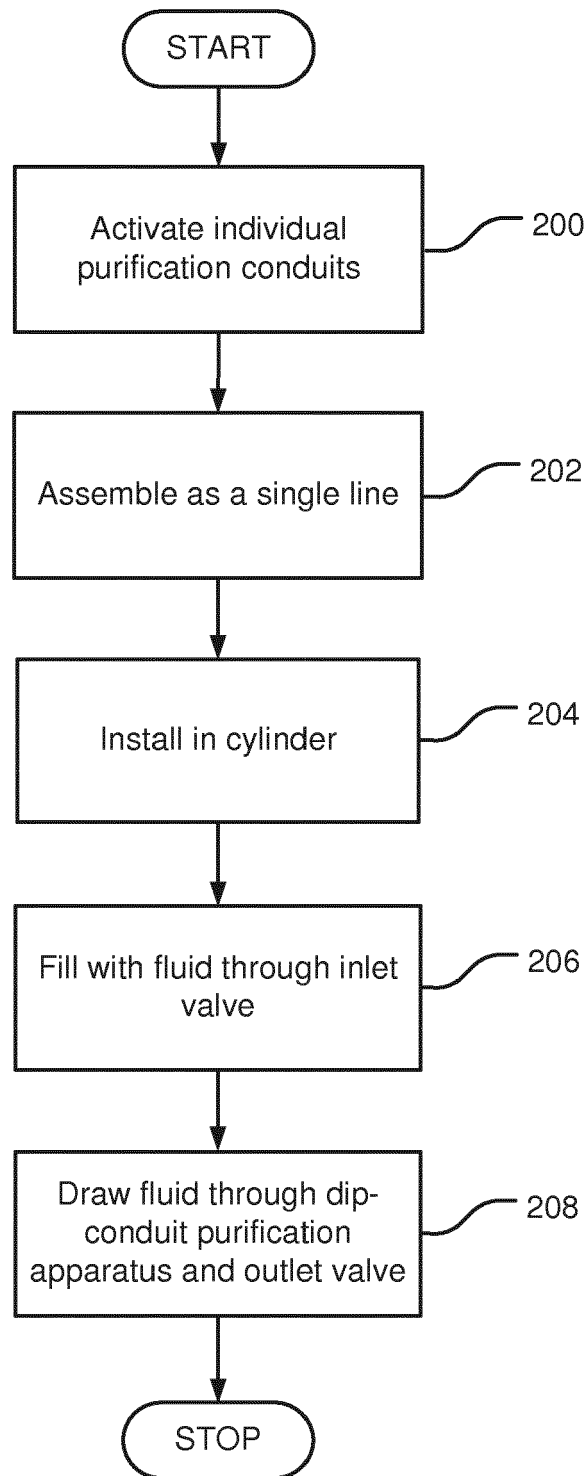 START
Activate individual
purification conduits
200
Assemble as a single line
202
Install in cylinder
204
Fill with fluid through inlet
valve
206
Draw fluid through dip-
conduit purification
apparatus and outlet valve
208
STOP